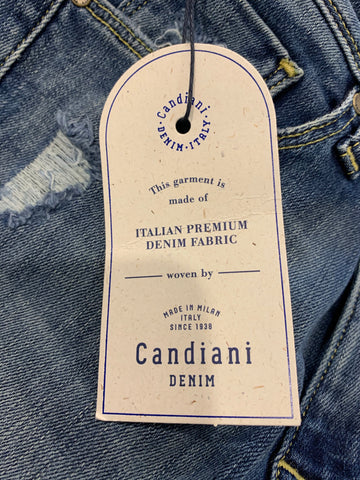 Candiani
DENIM · ITALY
This garment is
made of
ITALIAN PREMIUM
DENIM FABRIC
woven by
MADE IN MILAN
ITALY
SINCE 1938
Candiani
DENIM